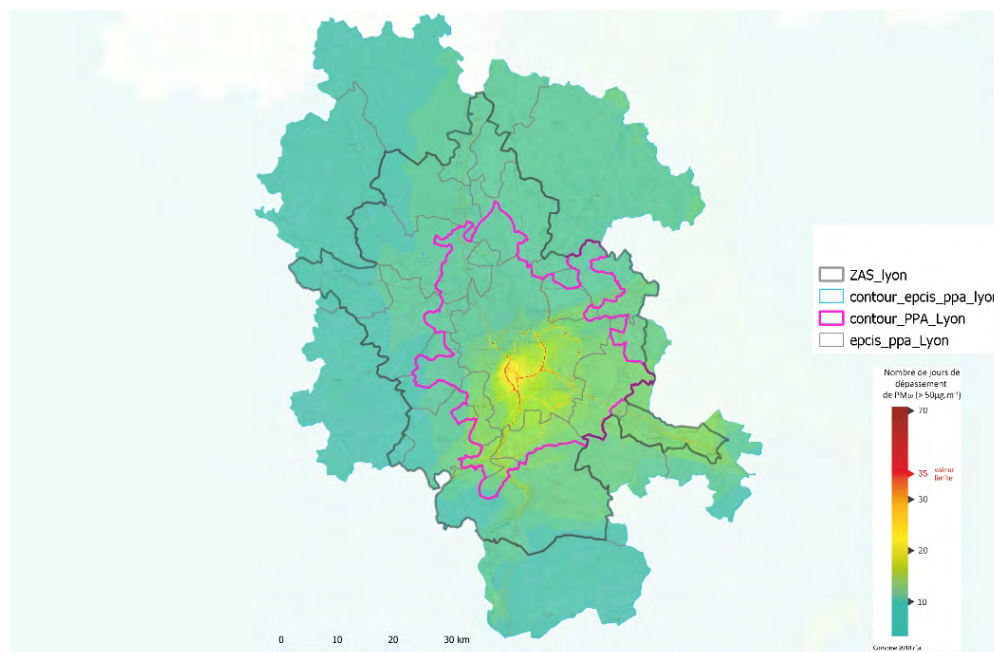 ZAS_lyon
contour_epcis_ppa_lyon
contour_PPA_Lyon
epcis_ppa_Lyon
Nombre de jours de
dépassement
de PM₁₀ (> 50µg.m⁻³)
70
35 valeur
limite
30
20
10
0 10 20 30 km